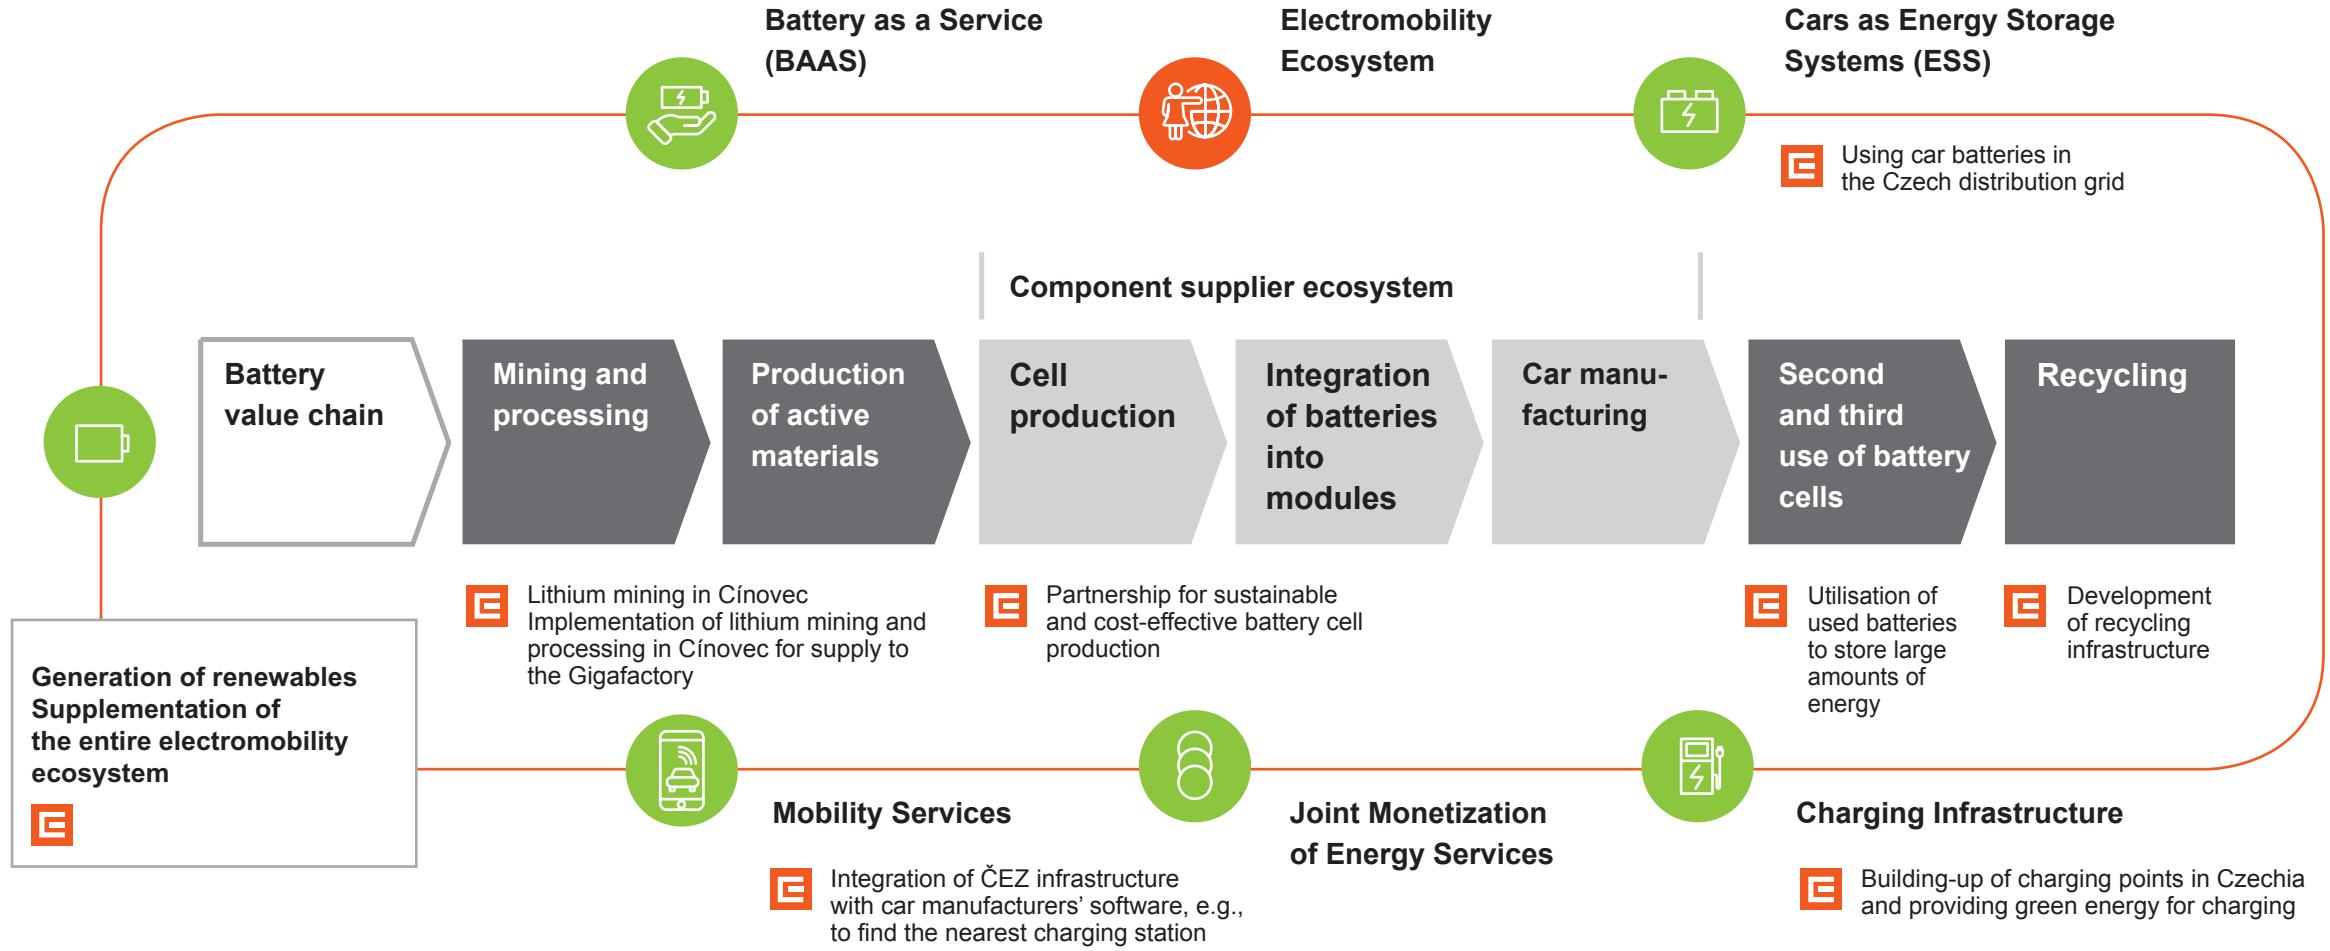 Battery as a Service
(BAAS)
Electromobility
Ecosystem
Cars as Energy Storage
Systems (ESS)
Using car batteries in
the Czech distribution grid
Component supplier ecosystem
Battery
value chain
Mining and
processing
Production
of active
materials
Cell
production
Integration
of batteries
into
modules
Car manu-
facturing
Second
and third
use of battery
cells
Recycling
Lithium mining in Cínovec
Implementation of lithium mining and
processing in Cínovec for supply to
the Gigafactory
Partnership for sustainable
and cost-effective battery cell
production
Utilisation of
used batteries
to store large
amounts of
energy
Development
of recycling
infrastructure
Generation of renewables
Supplementation of
the entire electromobility
ecosystem
Mobility Services
Integration of ČEZ infrastructure
with car manufacturers’ software, e.g.,
to find the nearest charging station
Joint Monetization
of Energy Services
Charging Infrastructure
Building-up of charging points in Czechia
and providing green energy for charging